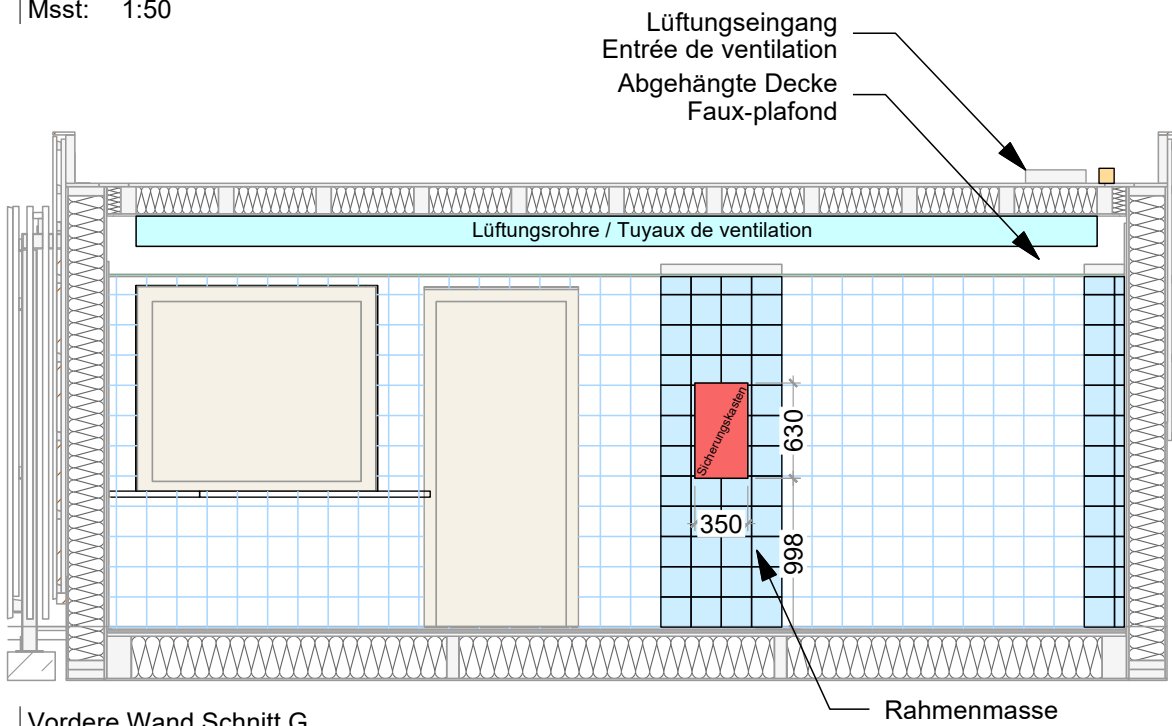 Msst: 1:50
Lüftungseingang
Entrée de ventilation
Abgehängte Decke
Faux-plafond
Lüftungsrohre / Tuyaux de ventilation
Sicherungskasten
630
350
998
Rahmenmasse
Vordere Wand Schnitt G